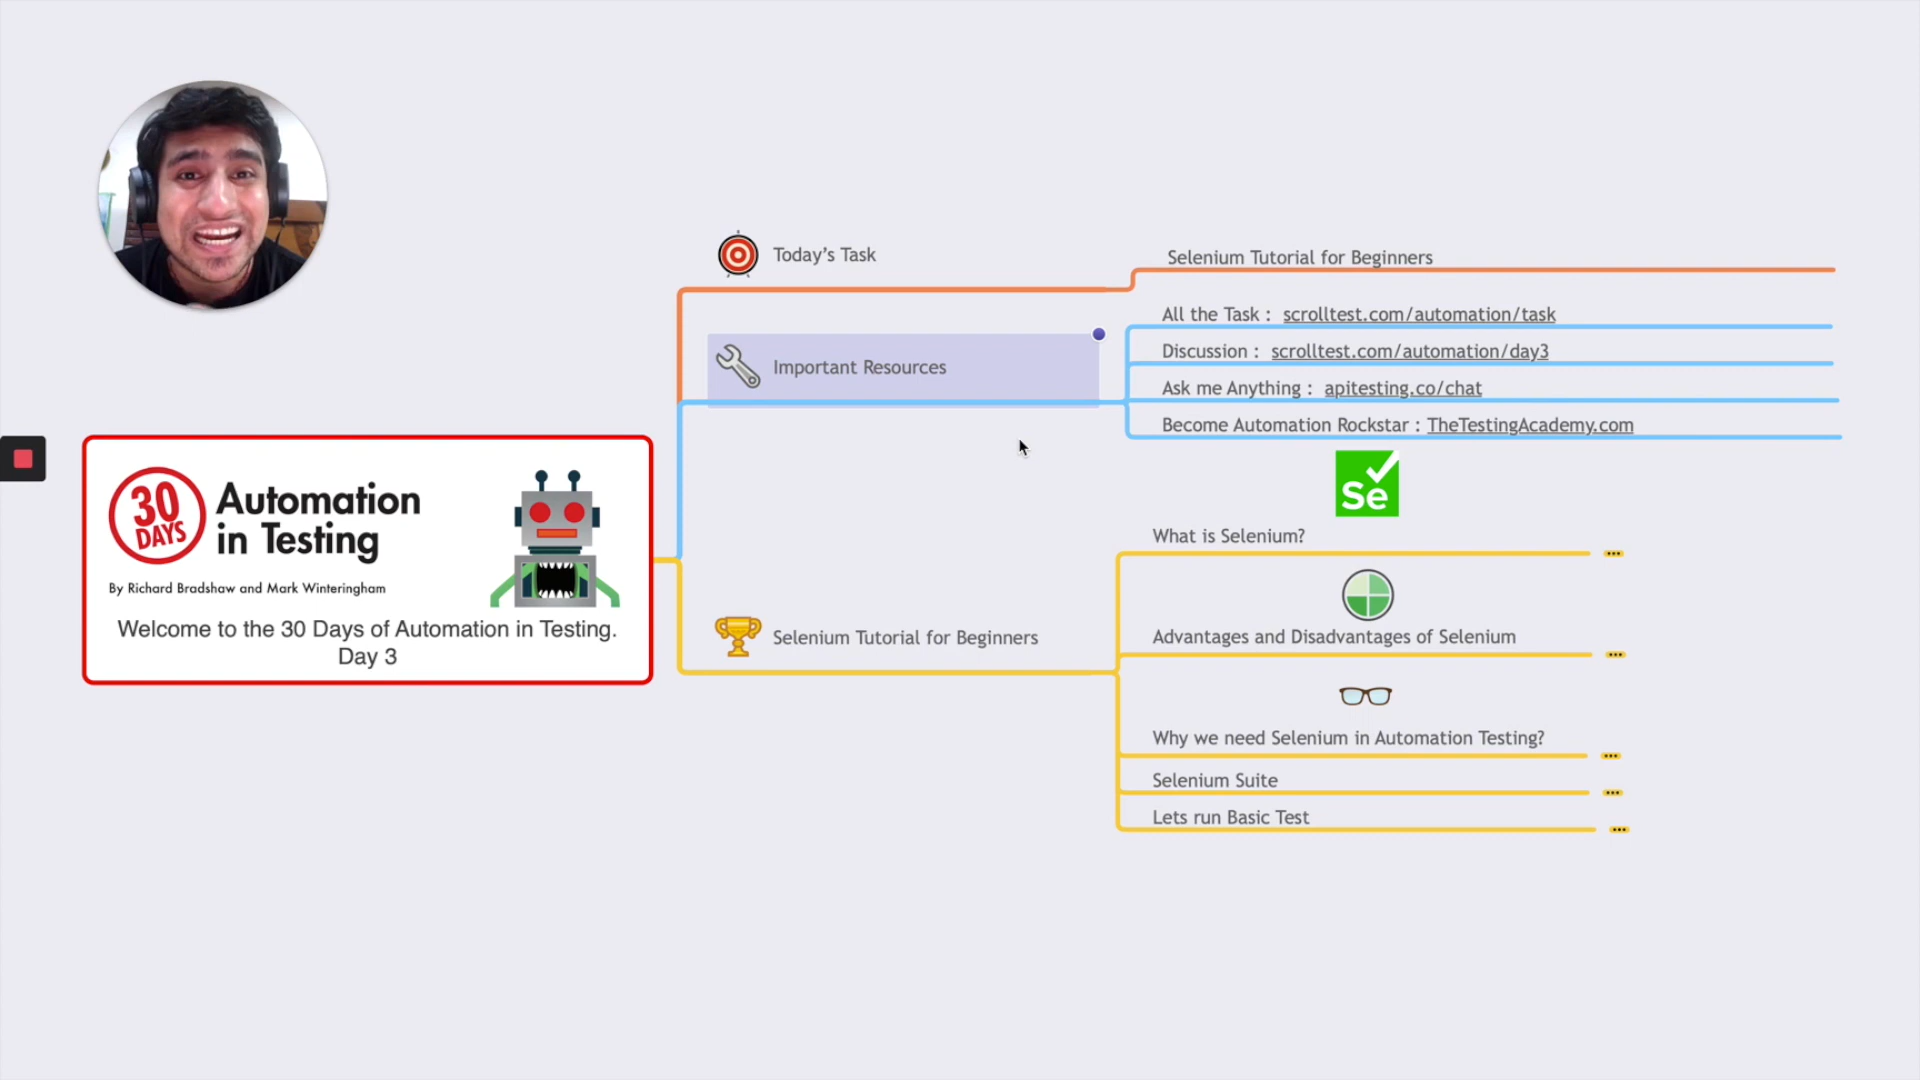 Today's Task
Selenium Tutorial for Beginners
Important Resources
All the Task : scrolltest.com/automation/task
Discussion : scrolltest.com/automation/day3
Ask me Anything : apitesting.co/chat
Become Automation Rockstar : TheTestingAcademy.com
30 DAYS
Automation
in Testing
By Richard Bradshaw and Mark Winteringham
Welcome to the 30 Days of Automation in Testing.
Day 3
Selenium Tutorial for Beginners
Se
What is Selenium?
Advantages and Disadvantages of Selenium
Why we need Selenium in Automation Testing?
Selenium Suite
Lets run Basic Test